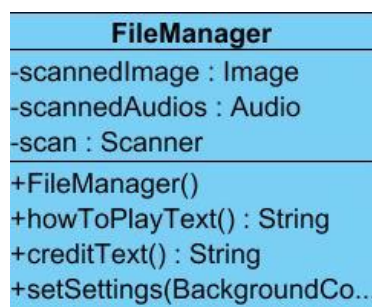 FileManager
-scannedImage : Image
-scannedAudios : Audio
-scan : Scanner
+FileManager()
+howToPlayText() : String
+creditText() : String
+setSettings(BackgroundCo..